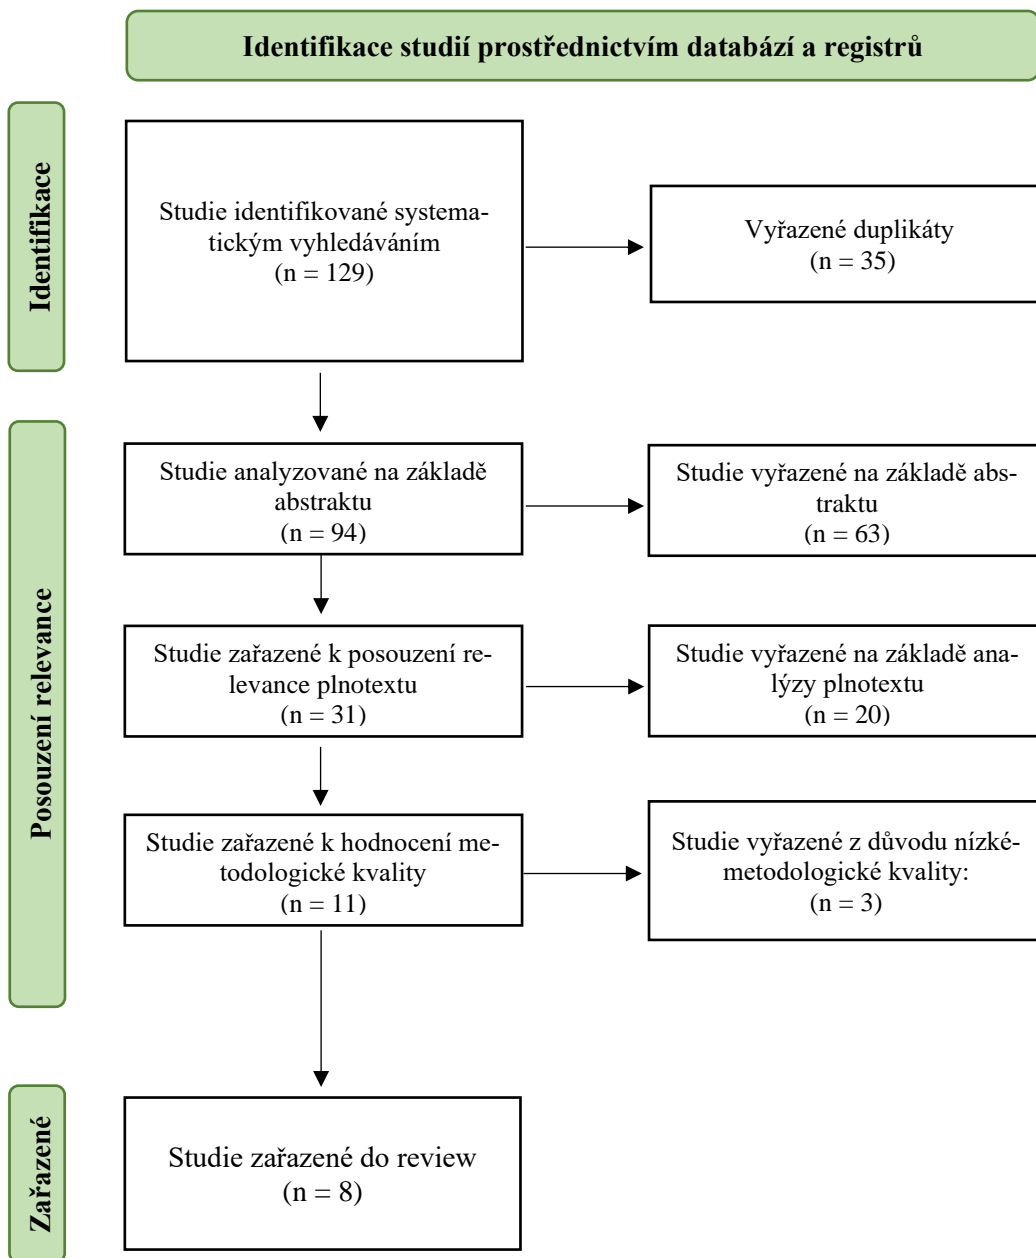 Identifikace studií prostřednictvím databází a registrů
Identifikace
Studie identifikované systema-
tickým vyhledáváním
(n = 129)
Vyřazené duplikáty
(n = 35)
Posouzení relevance
Studie analyzované na základě
abstraktu
(n = 94)
Studie vyřazené na základě abs-
traktu
(n = 63)
Studie zařazené k posouzení re-
levance plnotextu
(n = 31)
Studie vyřazené na základě ana-
lýzy plnotextu
(n = 20)
Studie zařazené k hodnocení me-
todologické kvality
(n = 11)
Studie vyřazené z důvodu nízké-
metodologické kvality:
(n = 3)
Zařazené
Studie zařazené do review
(n = 8)